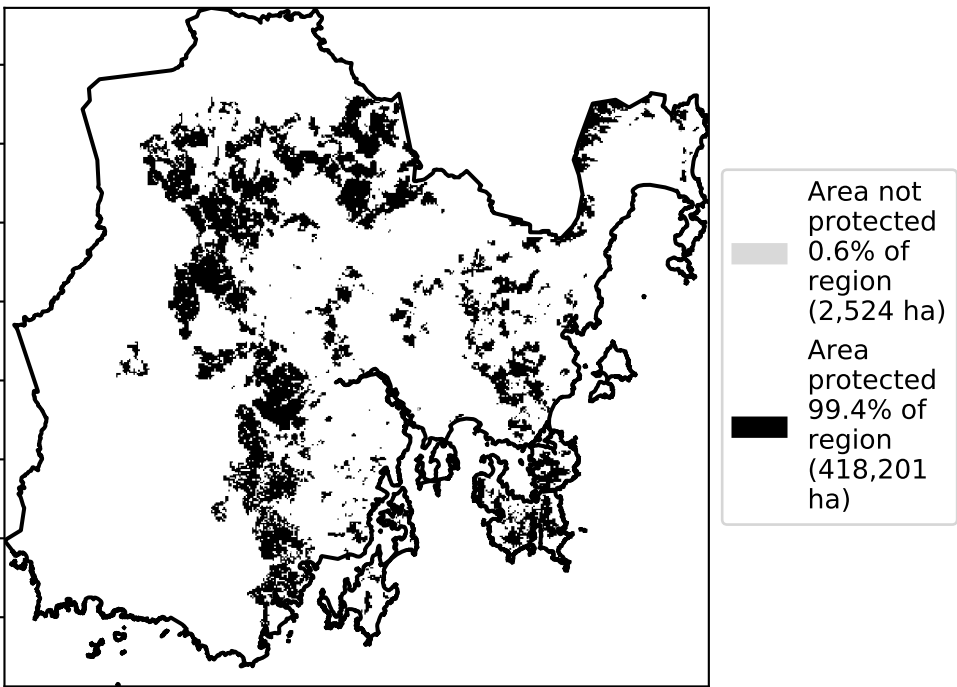 Area not
protected
0.6% of
region
(2,524 ha)
Area
protected
99.4% of
region
(418,201
ha)